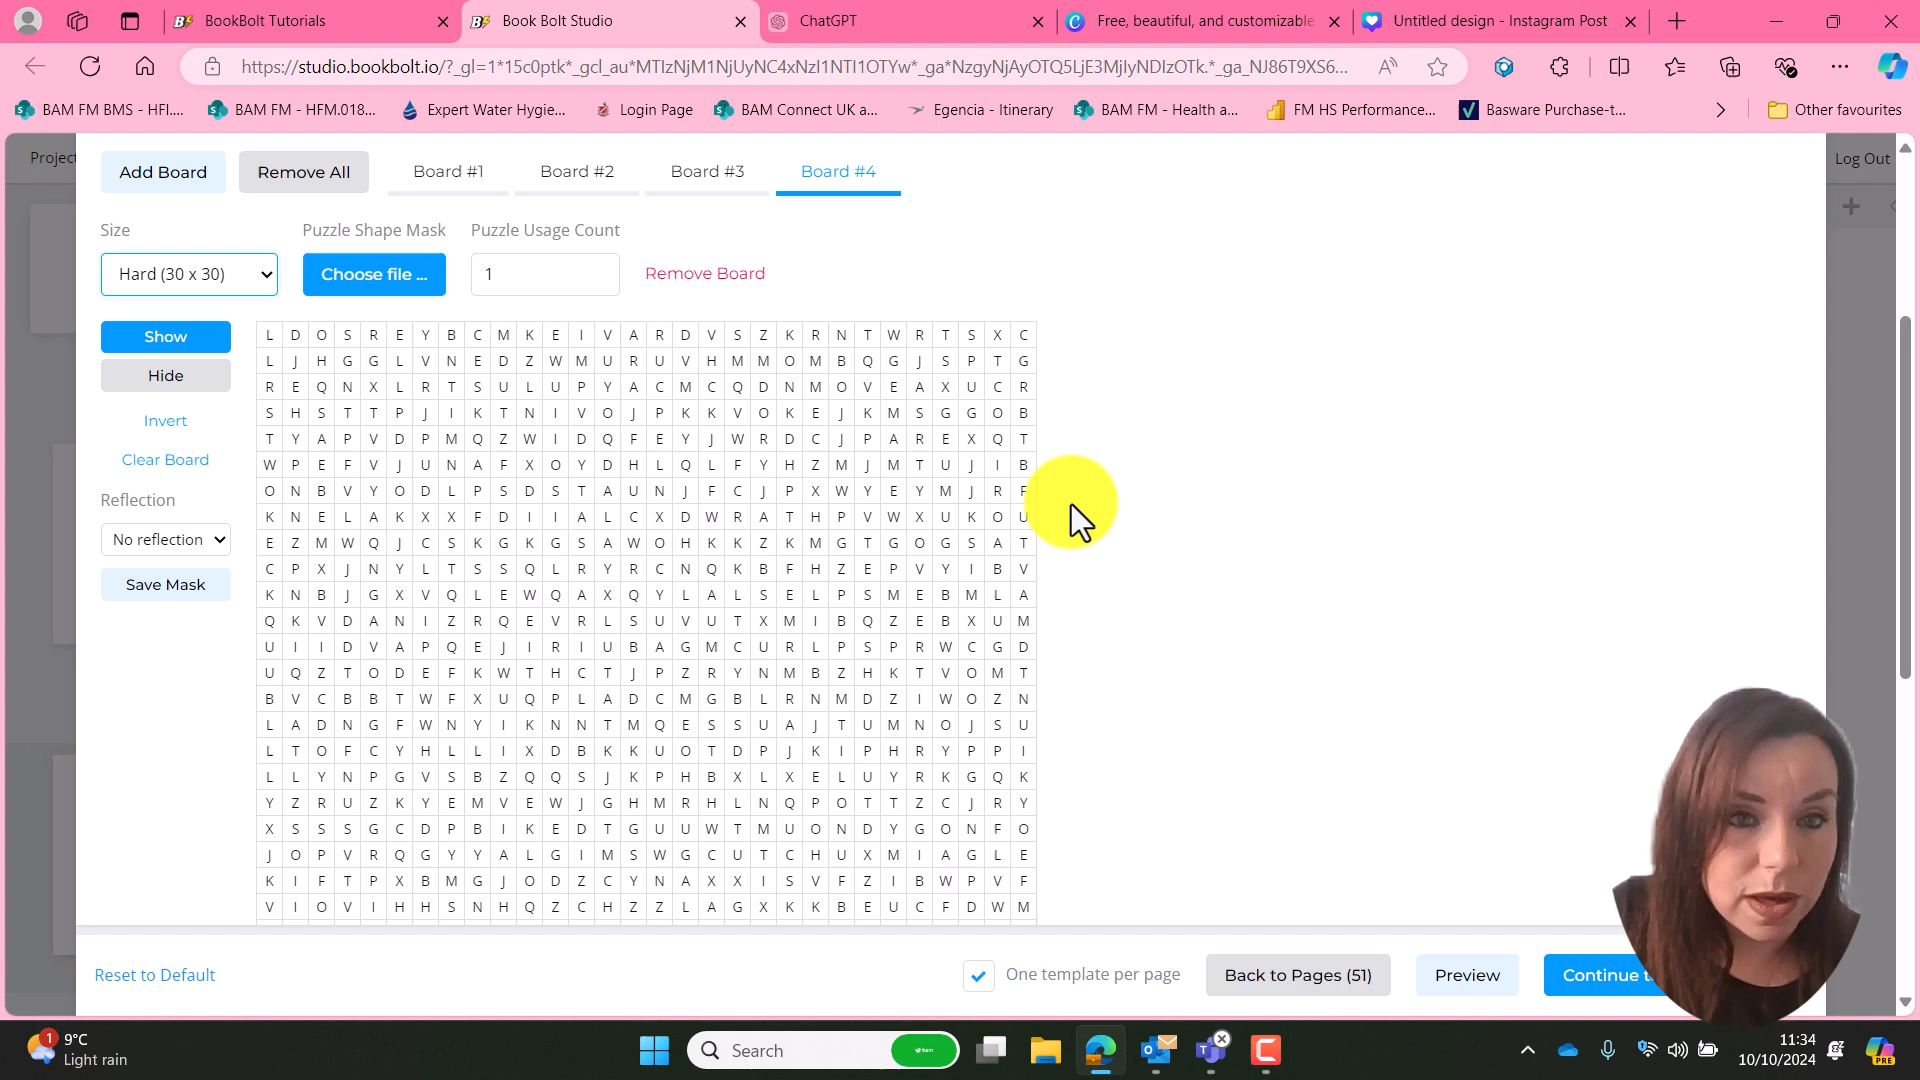 BookBolt Tutorials
Book Bolt Studio
ChatGPT
Free, beautiful, and customizable
Untitled design - Instagram Post
https://studio.bookbolt.io/?_gl=1*15c0ptk*_gcl_au*MTIzNjM1NjUyNC4xNzI1NTI1OTYw*_ga*NzgyNjAyOTQ5LjE3MjIyNDIzOTk.*_ga_NJ86T9XS6...
BAM FM BMS - HFI....
BAM FM - HFM.018...
Expert Water Hygie...
Login Page
BAM Connect UK a...
Egencia - Itinerary
BAM FM - Health a...
FM HS Performance...
Basware Purchase-t...
Other favourites
Project
Add Board
Remove All
Board #1
Board #2
Board #3
Board #4
Log Out
Size
Puzzle Shape Mask
Puzzle Usage Count
Hard (30 x 30)
Choose file ...
1
Remove Board
Show
Hide
Invert
Clear Board
Reflection
No reflection
Save Mask
L D O S R E Y B C M K E I V A R D V S Z K R N T W R T S X C
L J H G G L V N E D Z W M U R U V H M M O M B Q G J S P T G
R E Q N X L R T S U L U P Y A C M C Q D N M O V E A X U C R
S H S T T P J I K T N I V O J P K K V O K E J K M S G G O B
T Y A P V D P M Q Z W I D Q F E Y J W R D C J P A R E X Q T
W P E F V J U N A F X O Y D H L Q L F Y H Z M J M T U J I B
O N B V Y O D L P S D S T A U N J F C J P X W Y E Y M J R F
K N E L A K X X F D I I A L C X D W R A T H P V W X U K O U
E Z M W Q J C S K G K G S A W O H K K Z K M G T G O G S A T
C P X J N Y L T S S Q L R Y R C N Q K B F H Z E P V Y I B V
K N B J G X V Q L E W Q A X Q Y L A L S E L P S M E B M L A
Q K V D A N I Z R Q E V R L S U V U T X M I B Q Z E B X U M
U I I D V A P Q E J I R I U B A G M C U R L P S P R W C G D
U Q Z T O D E F K W T H C T J P Z R Y N M B Z H K T V O M T
B V C B B T W F X U Q P L A D C M G B L R N M D Z I W O Z N
L A D N G F W N Y I K N N T M Q E S S U A J T U M N O J S U
L T O F C Y H L L I X D B K K U O T D P J K I P H R Y P P I
L L Y N P G V S B Z Q Q S J K P H B X L X E L U Y R K G Q K
Y Z R U Z K Y E M V E W J G H M R H L N Q P O T T Z C J R Y
X S S S G C D P B I K E D T G U U W T M U O N D Y G O N F O
J O P V R Q G Y Y A L G I M S W G C U T C H U X M I A G L E
K I F T P X B M G J O D Z C Y N A X X I S V F Z I B W P V F
V I O V I H H S N H Q Z C H Z Z L A G X K K B E U C F D W M
Reset to Default
One template per page
Back to Pages (51)
Preview
Continue t
1
9°C
Light rain
Search
11:34
10/10/2024
PRE